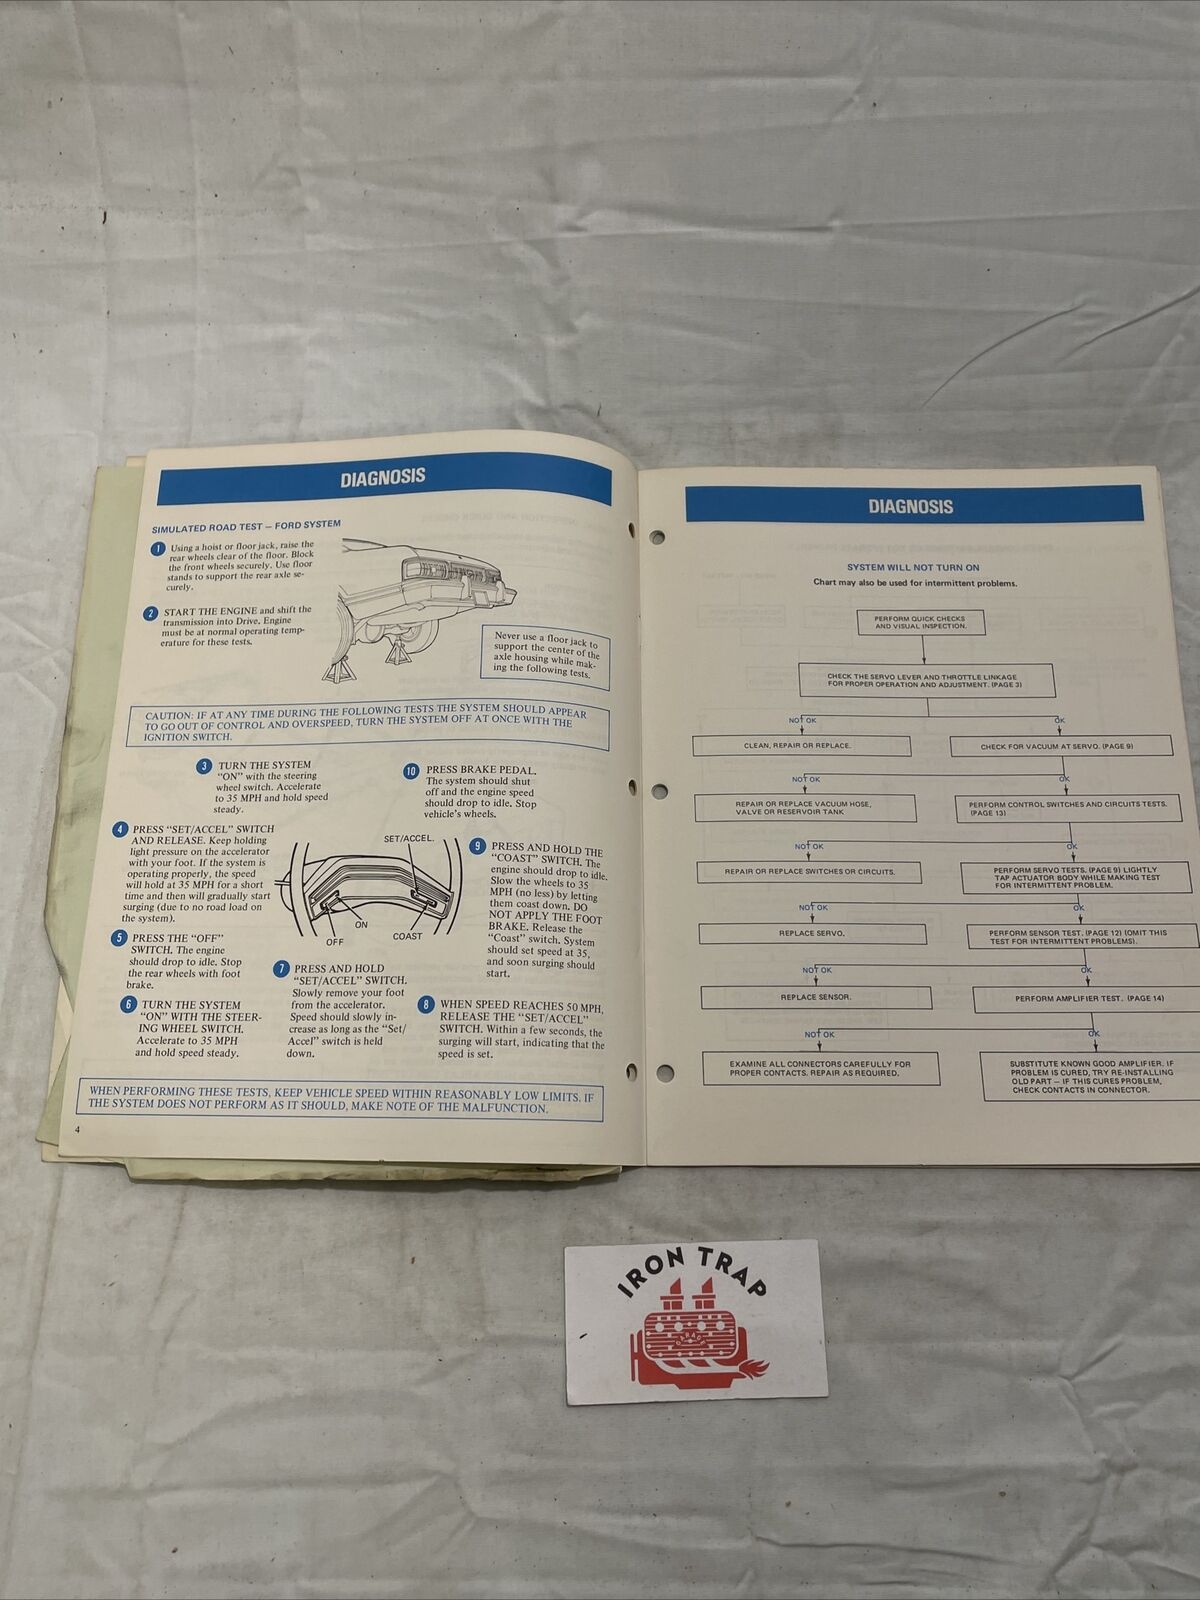 DIAGNOSIS
SIMULATED ROAD TEST – FORD SYSTEM
1 Using a hoist or floor jack, raise the
rear wheels clear of the floor. Block
the front wheels securely. Use floor
stands to support the rear axle se-
curely.
2 START THE ENGINE and shift the
transmission into Drive. Engine
must be at normal operating temp-
erature for these tests.
Never use a floor jack to
support the center of the
axle housing while mak-
ing the following tests.
CAUTION: IF AT ANY TIME DURING THE FOLLOWING TESTS THE SYSTEM SHOULD APPEAR
TO GO OUT OF CONTROL AND OVERSPEED, TURN THE SYSTEM OFF AT ONCE WITH THE
IGNITION SWITCH.
3 TURN THE SYSTEM
"ON" with the steering
wheel switch. Accelerate
to 35 MPH and hold speed
steady.
4 PRESS "SET/ACCEL" SWITCH
AND RELEASE. Keep holding
light pressure on the accelerator
with your foot. If the system is
operating properly, the speed
will hold at 35 MPH for a short
time and then will gradually start
surging (due to no road load on
the system).
5 PRESS THE "OFF"
SWITCH. The engine
should drop to idle. Stop
the rear wheels with foot
brake.
6 TURN THE SYSTEM
"ON" WITH THE STEER-
ING WHEEL SWITCH.
Accelerate to 35 MPH
and hold speed steady.
SET/ACCEL.
ON
OFF
COAST
7 PRESS AND HOLD
"SET/ACCEL" SWITCH.
Slowly remove your foot
from the accelerator.
Speed should slowly in-
crease as long as the "Set/
Accel" switch is held
down.
8 WHEN SPEED REACHES 50 MPH,
RELEASE THE "SET/ACCEL"
SWITCH. Within a few seconds, the
surging will start, indicating that the
speed is set.
9 PRESS AND HOLD THE
"COAST" SWITCH. The
engine should drop to idle.
Slow the wheels to 35
MPH (no less) by letting
them coast down. DO
NOT APPLY THE FOOT
BRAKE. Release the
"Coast" switch. System
should set speed at 35,
and soon surging should
start.
10 PRESS BRAKE PEDAL.
The system should shut
off and the engine speed
should drop to idle. Stop
vehicle's wheels.
WHEN PERFORMING THESE TESTS, KEEP VEHICLE SPEED WITHIN REASONABLY LOW LIMITS. IF
THE SYSTEM DOES NOT PERFORM AS IT SHOULD, MAKE NOTE OF THE MALFUNCTION.
4
DIAGNOSIS
SYSTEM WILL NOT TURN ON
Chart may also be used for intermittent problems.
PERFORM QUICK CHECKS
AND VISUAL INSPECTION.
CHECK THE SERVO LEVER AND THROTTLE LINKAGE
FOR PROPER OPERATION AND ADJUSTMENT. (PAGE 3)
NOT OK
OK
CLEAN, REPAIR OR REPLACE.
CHECK FOR VACUUM AT SERVO. (PAGE 9)
NOT OK
OK
REPAIR OR REPLACE VACUUM HOSE,
VALVE OR RESERVOIR TANK
PERFORM CONTROL SWITCHES AND CIRCUITS TESTS.
(PAGE 13)
NOT OK
OK
REPAIR OR REPLACE SWITCHES OR CIRCUITS.
PERFORM SERVO TESTS. (PAGE 9) LIGHTLY
TAP ACTUATOR BODY WHILE MAKING TEST
FOR INTERMITTENT PROBLEM.
NOT OK
OK
REPLACE SERVO.
PERFORM SENSOR TEST. (PAGE 12) (OMIT THIS
TEST FOR INTERMITTENT PROBLEMS).
NOT OK
OK
REPLACE SENSOR.
PERFORM AMPLIFIER TEST. (PAGE 14)
NOT OK
OK
EXAMINE ALL CONNECTORS CAREFULLY FOR
PROPER CONTACTS. REPAIR AS REQUIRED.
SUBSTITUTE KNOWN GOOD AMPLIFIER. IF
PROBLEM IS CURED, TRY RE-INSTALLING
OLD PART – IF THIS CURES PROBLEM,
CHECK CONTACTS IN CONNECTOR.
IRON TRAP
GARAGE